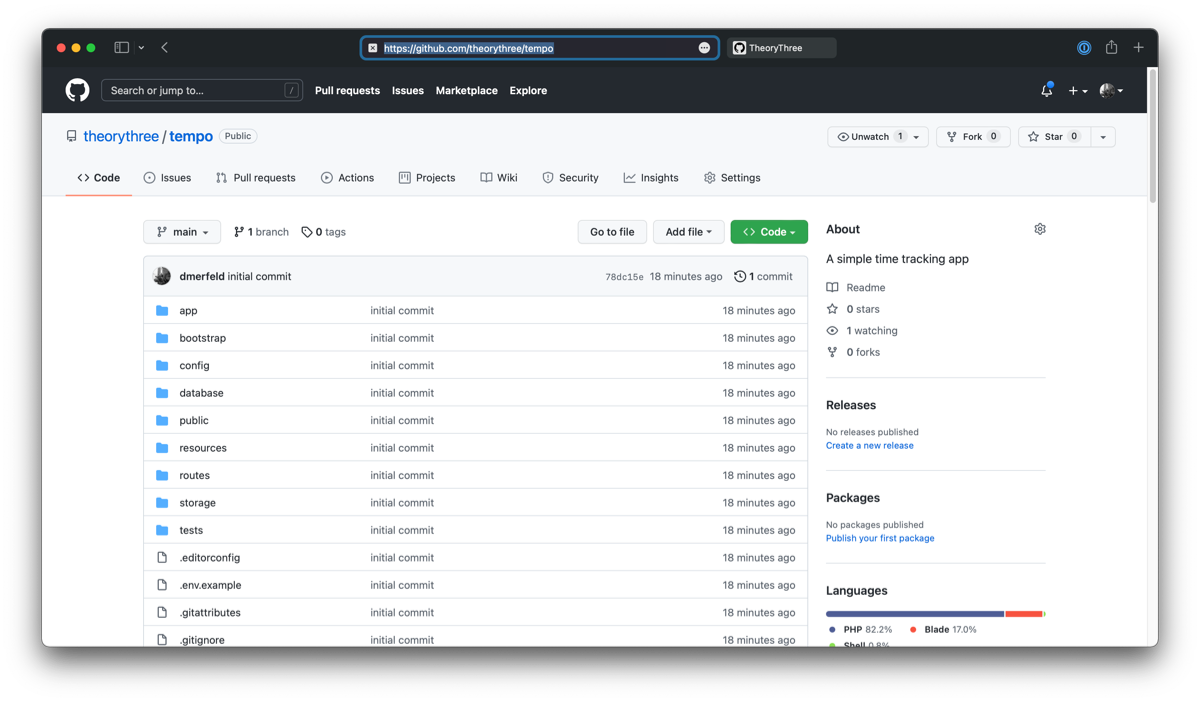 https://github.com/theorythree/tempo
TheoryThree
Search or jump to... /
Pull requests Issues Marketplace Explore
theorythree / tempo Public
Unwatch 1 Fork 0 Star 0
Code Issues Pull requests Actions Projects Wiki Security Insights Settings
main 1 branch 0 tags Go to file Add file Code
dmerfeld initial commit 78dc15e 18 minutes ago 1 commit
app initial commit 18 minutes ago
bootstrap initial commit 18 minutes ago
config initial commit 18 minutes ago
database initial commit 18 minutes ago
public initial commit 18 minutes ago
resources initial commit 18 minutes ago
routes initial commit 18 minutes ago
storage initial commit 18 minutes ago
tests initial commit 18 minutes ago
.editorconfig initial commit 18 minutes ago
.env.example initial commit 18 minutes ago
.gitattributes initial commit 18 minutes ago
.gitignore initial commit 18 minutes ago
About
A simple time tracking app
Readme
0 stars
1 watching
0 forks
Releases
No releases published
Create a new release
Packages
No packages published
Publish your first package
Languages
PHP 82.2% Blade 17.0%
Shell 0.8%